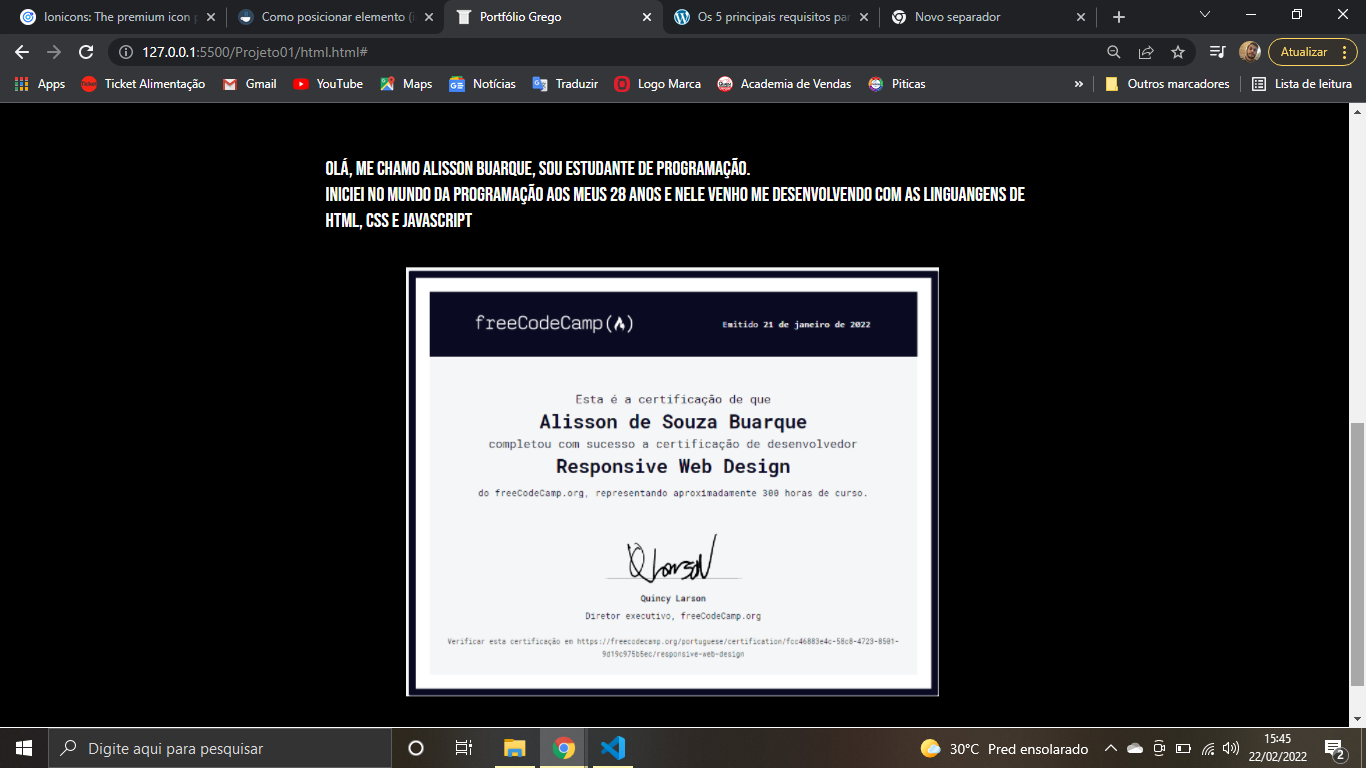 Ionicons: The premium icon p
Como posicionar elemento (i
Portfólio Grego
Os 5 principais requisitos par
Novo separador
127.0.0.1:5500/Projeto01/html.html#
Atualizar
Apps
Ticket Alimentação
Gmail
YouTube
Maps
Notícias
Traduzir
Logo Marca
Academia de Vendas
Piticas
»
Outros marcadores
Lista de leitura
OLÁ, ME CHAMO ALISSON BUARQUE, SOU ESTUDANTE DE PROGRAMAÇÃO.
INICIEI NO MUNDO DA PROGRAMAÇÃO AOS MEUS 28 ANOS E NELE VENHO ME DESENVOLVENDO COM AS LINGUANGENS DE
HTML, CSS E JAVASCRIPT
freeCodeCamp
Emitido 21 de janeiro de 2022
Esta é a certificação de que
Alisson de Souza Buarque
completou com sucesso a certificação de desenvolvedor
Responsive Web Design
do freeCodeCamp.org, representando aproximadamente 300 horas de curso.
Quincy Larson
Diretor executivo, freeCodeCamp.org
Verificar esta certificação em https://freecodecamp.org/portuguese/certification/fcc46883e4c-58c8-4723-8501-
9d19c975b5ec/responsive-web-design
Digite aqui para pesquisar
30°C Pred ensolarado
15:45
22/02/2022
2